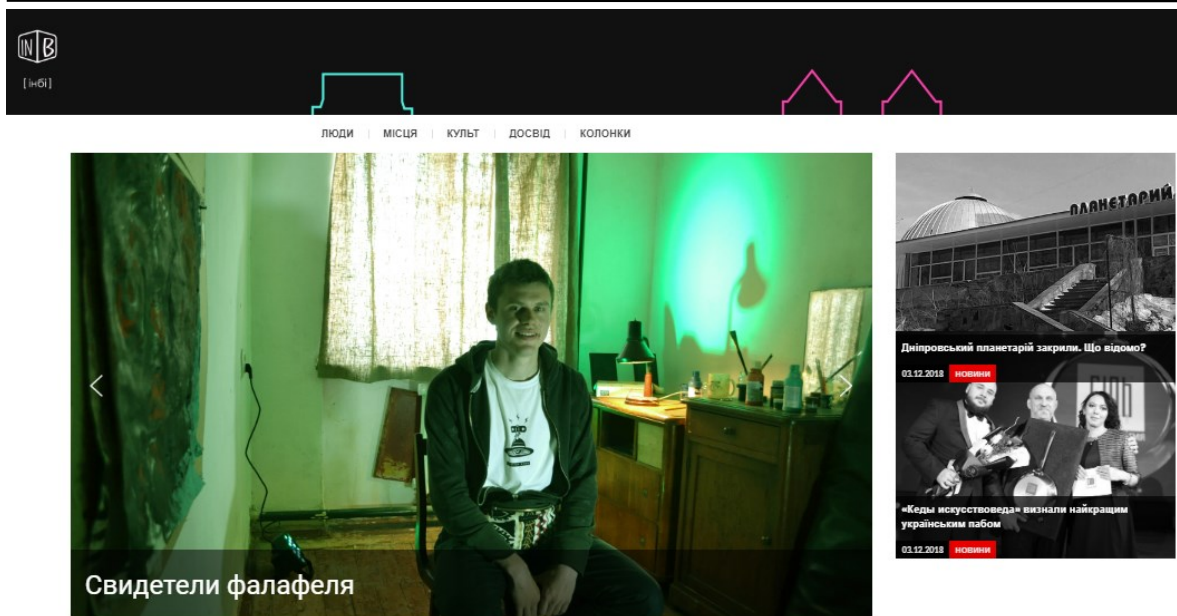 IN B
[інбі]
ЛЮДИ
МІСЦЯ
КУЛЬТ
ДОСВІД
КОЛОНКИ
Свидетели фалафеля
ПЛАНЕТАРИЙ
Дніпровський планетарій закрили. Що відомо?
03.12.2018 НОВИНИ
СІЛЬ
«Кеды искусствоведа» визнали найкращим
українським пабом
03.12.2018 НОВИНИ